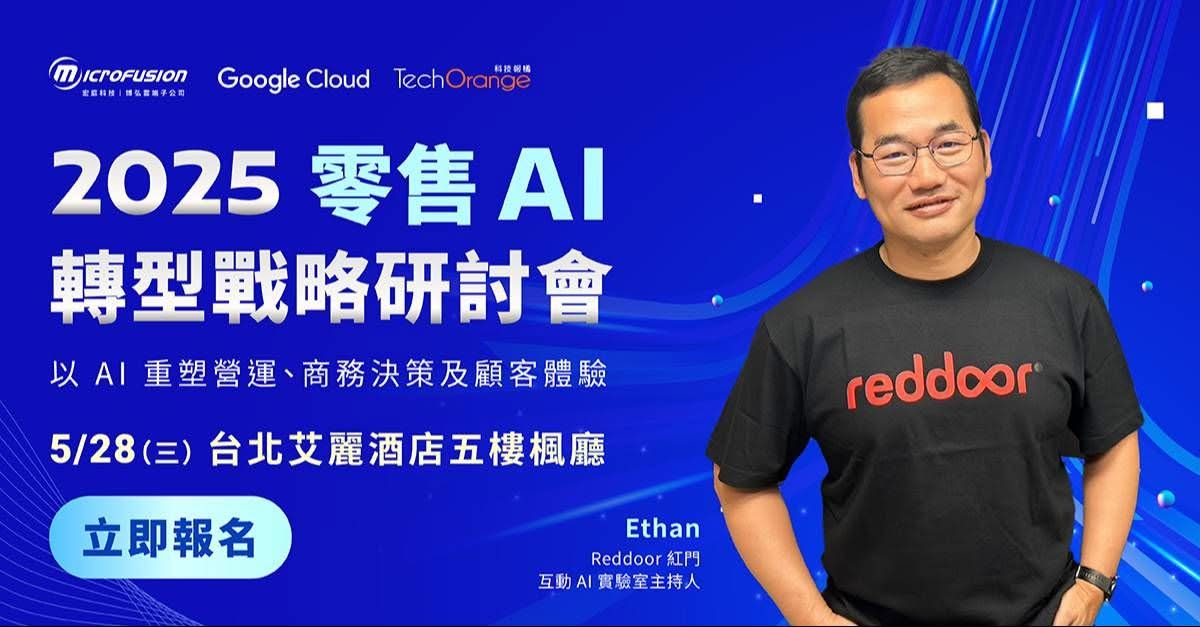 MICROFUSION
宏庭科技｜博弘雲端子公司
Google Cloud
科技報橘
TechOrange
2025 零售 AI
轉型戰略研討會
以 AI 重塑營運、商務決策及顧客體驗
5/28(三) 台北艾麗酒店五樓楓廳
立即報名
reddoor®
Ethan
Reddoor 紅門
互動 AI 實驗室主持人